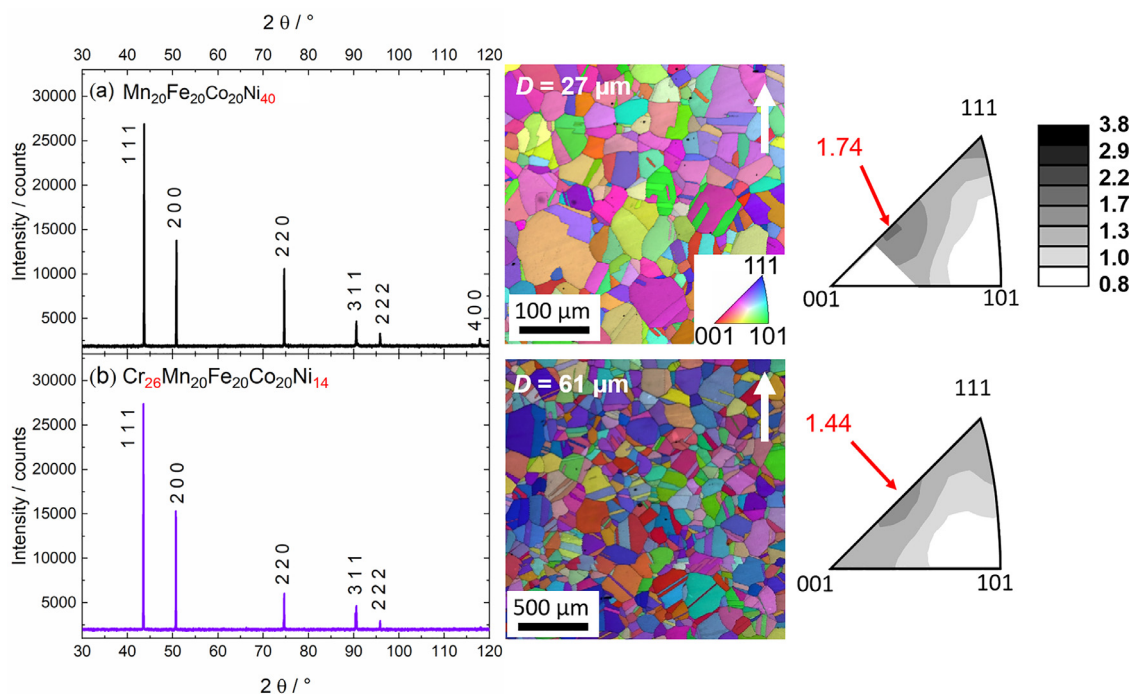 2 θ / °
30 40 50 60 70 80 90 100 110 120
Intensity / counts
30000
25000
20000
15000
10000
5000
(a) Mn20Fe20Co20Ni40
1 1 1
2 0 0
2 2 0
3 1 1
2 2 2
4 0 0
D = 27 µm
100 µm
111
001 101
1.74
111
001 101
3.8
2.9
2.2
1.7
1.3
1.0
0.8
Intensity / counts
30000
25000
20000
15000
10000
5000
(b) Cr26Mn20Fe20Co20Ni14
1 1 1
2 0 0
2 2 0
3 1 1
2 2 2
30 40 50 60 70 80 90 100 110 120
2 θ / °
D = 61 µm
500 µm
1.44
111
001 101